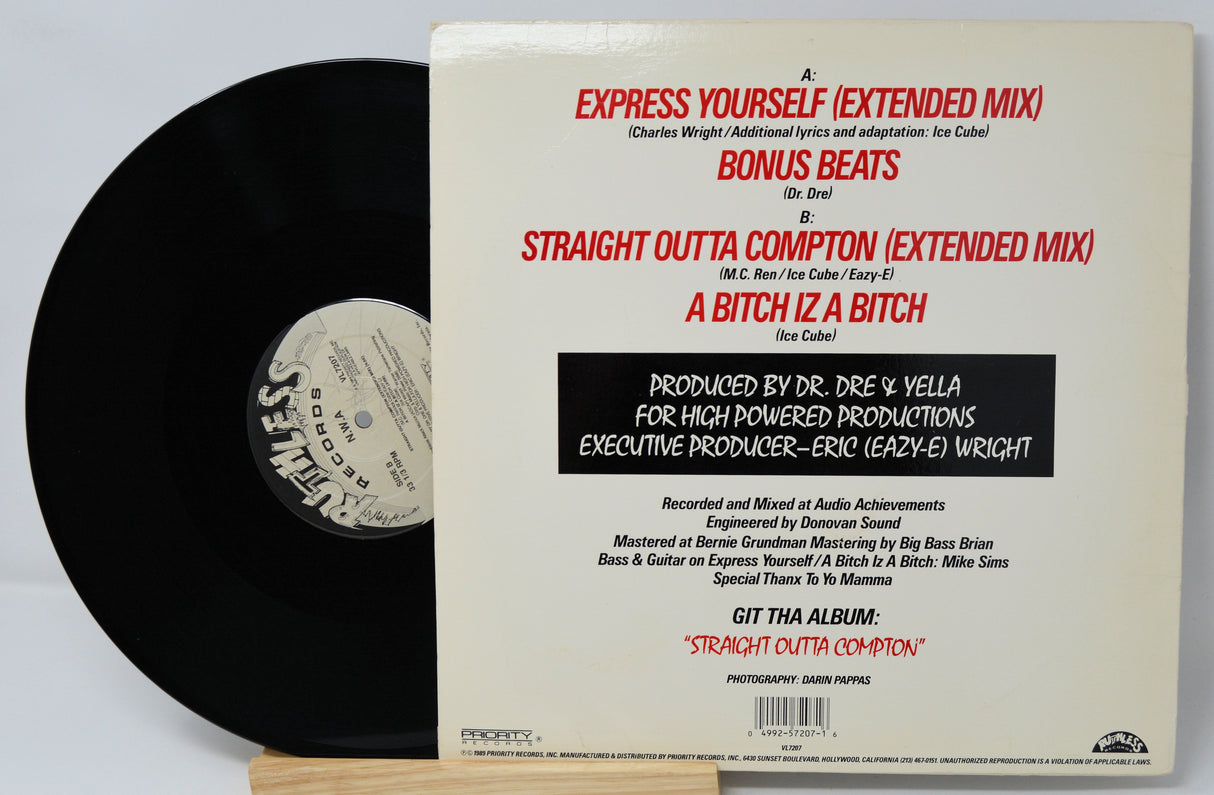 A:
EXPRESS YOURSELF (EXTENDED MIX)
(Charles Wright/Additional lyrics and adaptation: Ice Cube)
BONUS BEATS
(Dr. Dre)
B:
STRAIGHT OUTTA COMPTON (EXTENDED MIX)
(M.C. Ren/Ice Cube/Eazy-E)
A BITCH IZ A BITCH
(Ice Cube)
PRODUCED BY DR. DRE & YELLA
FOR HIGH POWERED PRODUCTIONS
EXECUTIVE PRODUCER—ERIC (EAZY-E) WRIGHT
Recorded and Mixed at Audio Achievements
Engineered by Donovan Sound
Mastered at Bernie Grundman Mastering by Big Bass Brian
Bass & Guitar on Express Yourself/A Bitch Iz A Bitch: Mike Sims
Special Thanx To Yo Mamma
GIT THA ALBUM:
"STRAIGHT OUTTA COMPTON"
PHOTOGRAPHY: DARIN PAPPAS
0 4992-57207-1 6
VL7207
PRIORITY
RECORDS ®
RUTHLESS
RECORDS
℗© 1989 PRIORITY RECORDS, INC. MANUFACTURED & DISTRIBUTED BY PRIORITY RECORDS, INC., 6430 SUNSET BOULEVARD, HOLLYWOOD, CALIFORNIA (213) 467-0151. UNAUTHORIZED REPRODUCTION IS A VIOLATION OF APPLICABLE LAWS.
RUTHLESS
RECORDS
N.W.A
SIDE B
33 1/3 RPM
VL7207